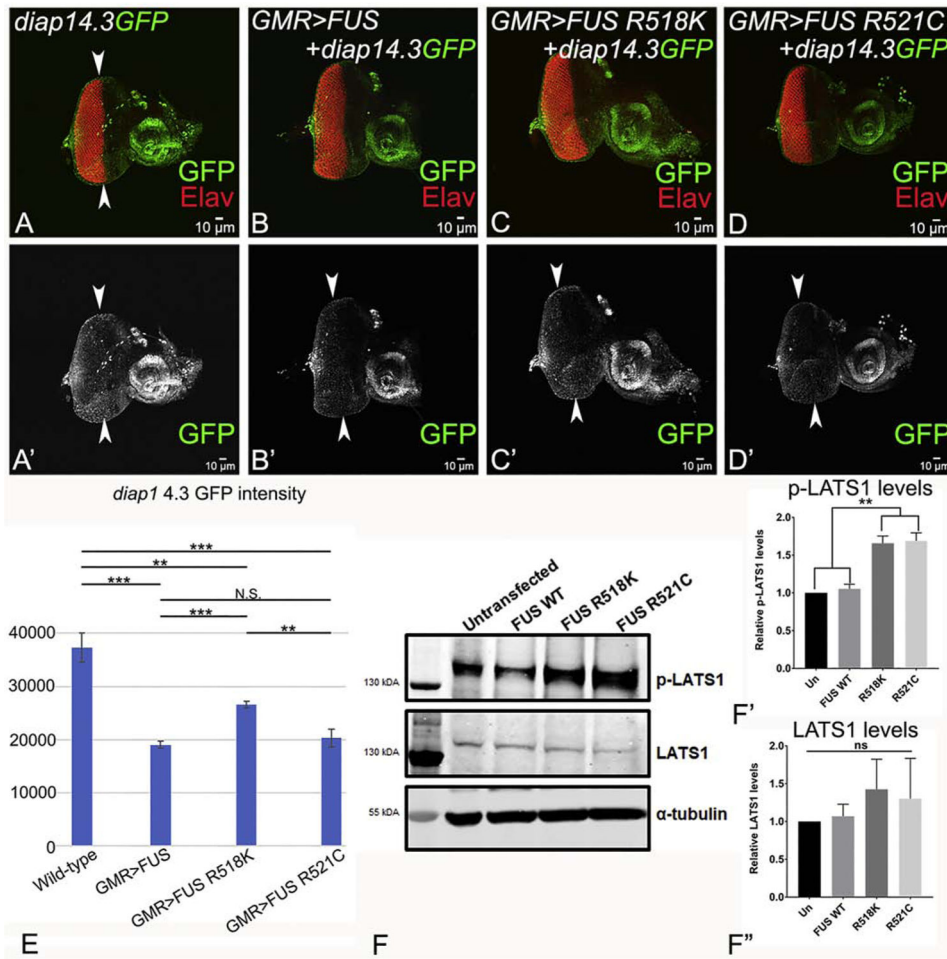 diap14.3GFP
GMR>FUS
+diap14.3GFP
GMR>FUS R518K
+diap14.3GFP
GMR>FUS R521C
+diap14.3GFP
GFP
Elav
A
10 µm
GFP
Elav
B
10 µm
GFP
Elav
C
10 µm
GFP
Elav
D
10 µm
GFP
A'
10 µm
GFP
B'
10 µm
GFP
C'
10 µm
GFP
D'
10 µm
diap1 4.3 GFP intensity
***
**
***
N.S.
***
**
40000
30000
20000
10000
0
Wild-type
GMR>FUS
GMR>FUS R518K
GMR>FUS R521C
E
Untransfected
FUS WT
FUS R518K
FUS R521C
130 kDA
p-LATS1
130 kDA
LATS1
55 kDA
α-tubulin
F
p-LATS1 levels
**
Relative p-LATS1 levels
2.0
1.5
1.0
0.5
0.0
Un
FUS WT
R518K
R521C
F'
LATS1 levels
ns
Relative LATS1 levels
2.0
1.5
1.0
0.5
0.0
Un
FUS WT
R518K
R521C
F"